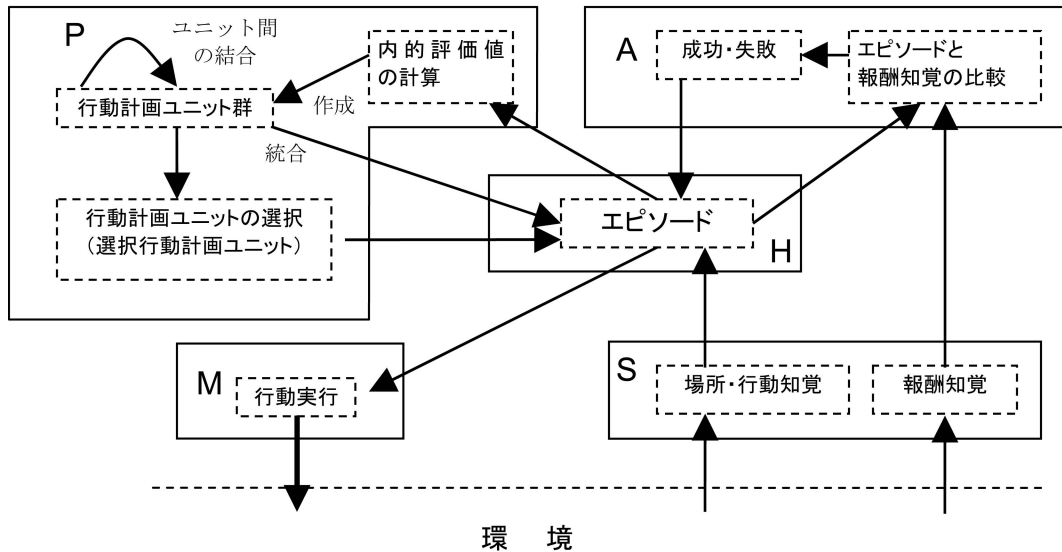 P
ユニット間
の結合
内的評価値
の計算
行動計画ユニット群
作成
統合
行動計画ユニットの選択
(選択行動計画ユニット)
A
成功・失敗
エピソードと
報酬知覚の比較
エピソード
H
M
行動実行
S
場所・行動知覚
報酬知覚
環 境